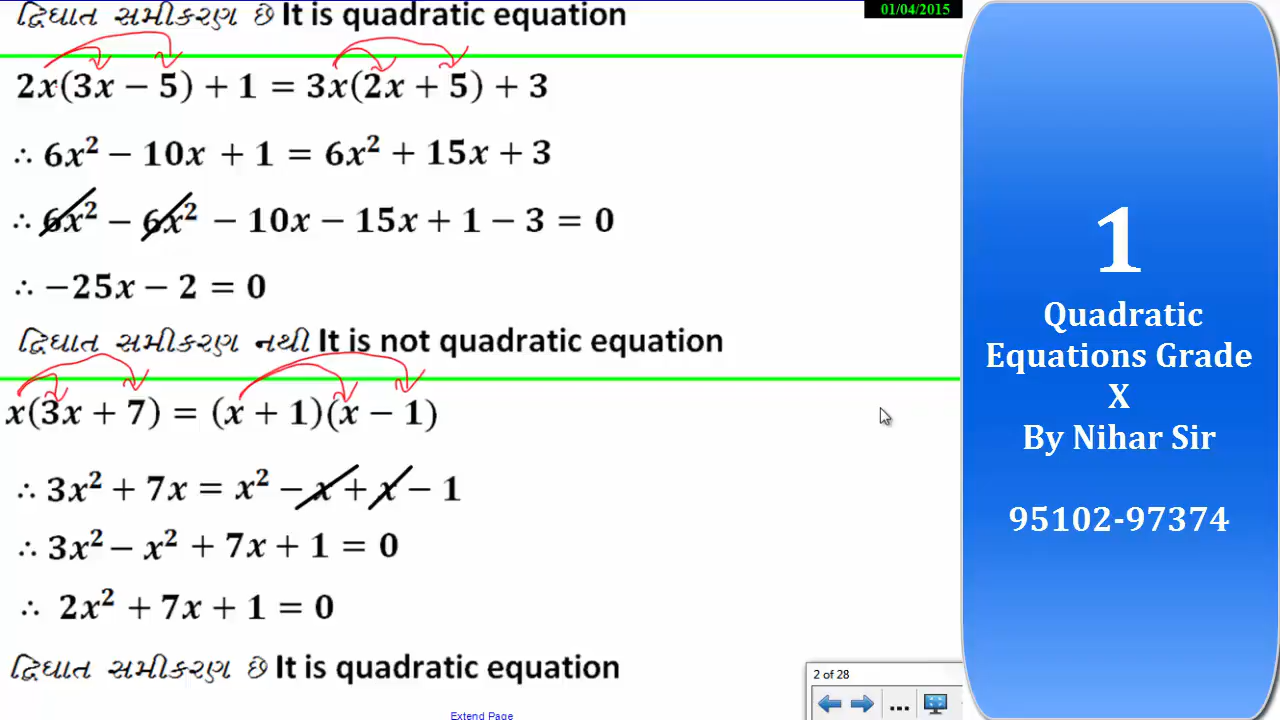 દ્વિઘાત સમીકરણ છે It is quadratic equation
01/04/2015
2x(3x − 5) + 1 = 3x(2x + 5) + 3
∴ 6x² − 10x + 1 = 6x² + 15x + 3
∴ 6x² − 6x² − 10x − 15x + 1 − 3 = 0
∴ −25x − 2 = 0
દ્વિઘાત સમીકરણ નથી It is not quadratic equation
x(3x + 7) = (x + 1)(x − 1)
∴ 3x² + 7x = x² − x + x − 1
∴ 3x² − x² + 7x + 1 = 0
∴ 2x² + 7x + 1 = 0
દ્વિઘાત સમીકરણ છે It is quadratic equation
Extend Page
2 of 28
...
1
Quadratic
Equations Grade
X
By Nihar Sir
95102-97374